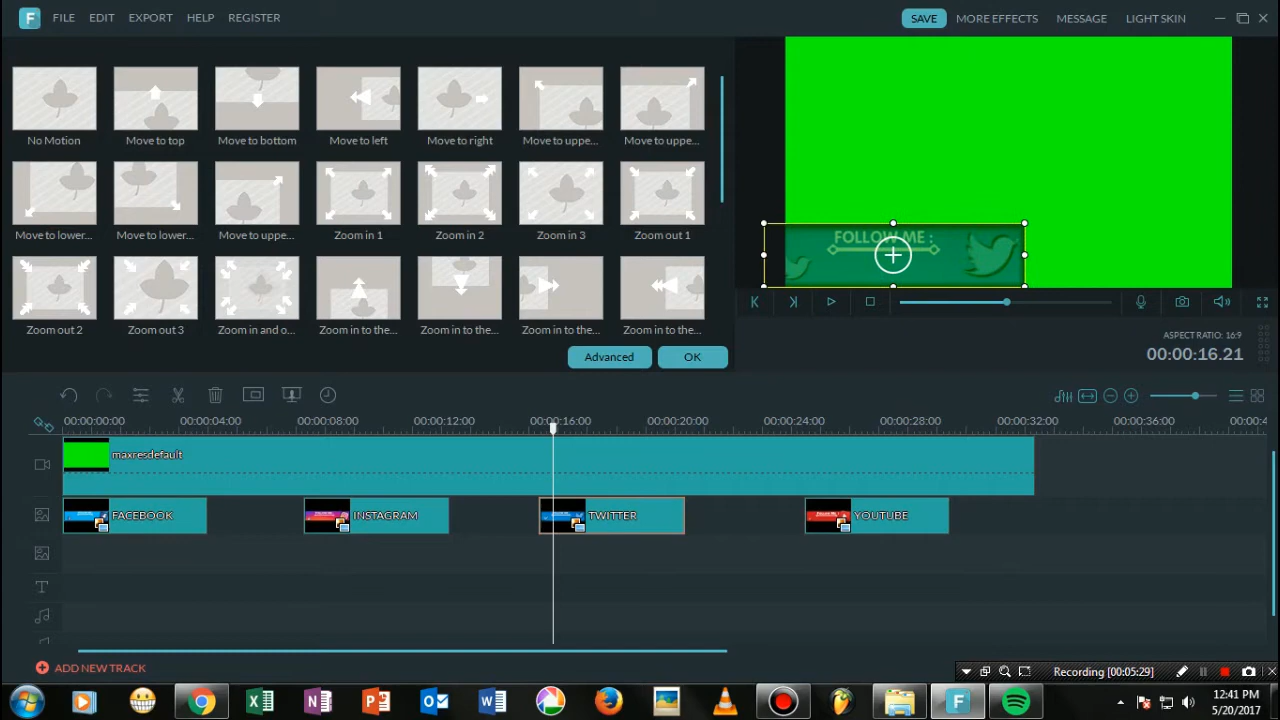 F FILE EDIT EXPORT HELP REGISTER SAVE MORE EFFECTS MESSAGE LIGHT SKIN
No Motion Move to top Move to bottom Move to left Move to right Move to uppe... Move to uppe...
Move to lower... Move to lower... Move to uppe... Zoom in 1 Zoom in 2 Zoom in 3 Zoom out 1
FOLLOW ME :
Zoom out 2 Zoom out 3 Zoom in and o... Zoom in to the... Zoom in to the... Zoom in to the... Zoom in to the...
ASPECT RATIO: 16:9
00:00:16.21
Advanced OK
00:00:00:00 00:00:04:00 00:00:08:00 00:00:12:00 00:00:16:00 00:00:20:00 00:00:24:00 00:00:28:00 00:00:32:00 00:00:36:00 00:00:4
maxresdefault
FACEBOOK INSTAGRAM TWITTER YOUTUBE
T
ADD NEW TRACK
Recording [00:05:29]
12:41 PM
5/20/2017